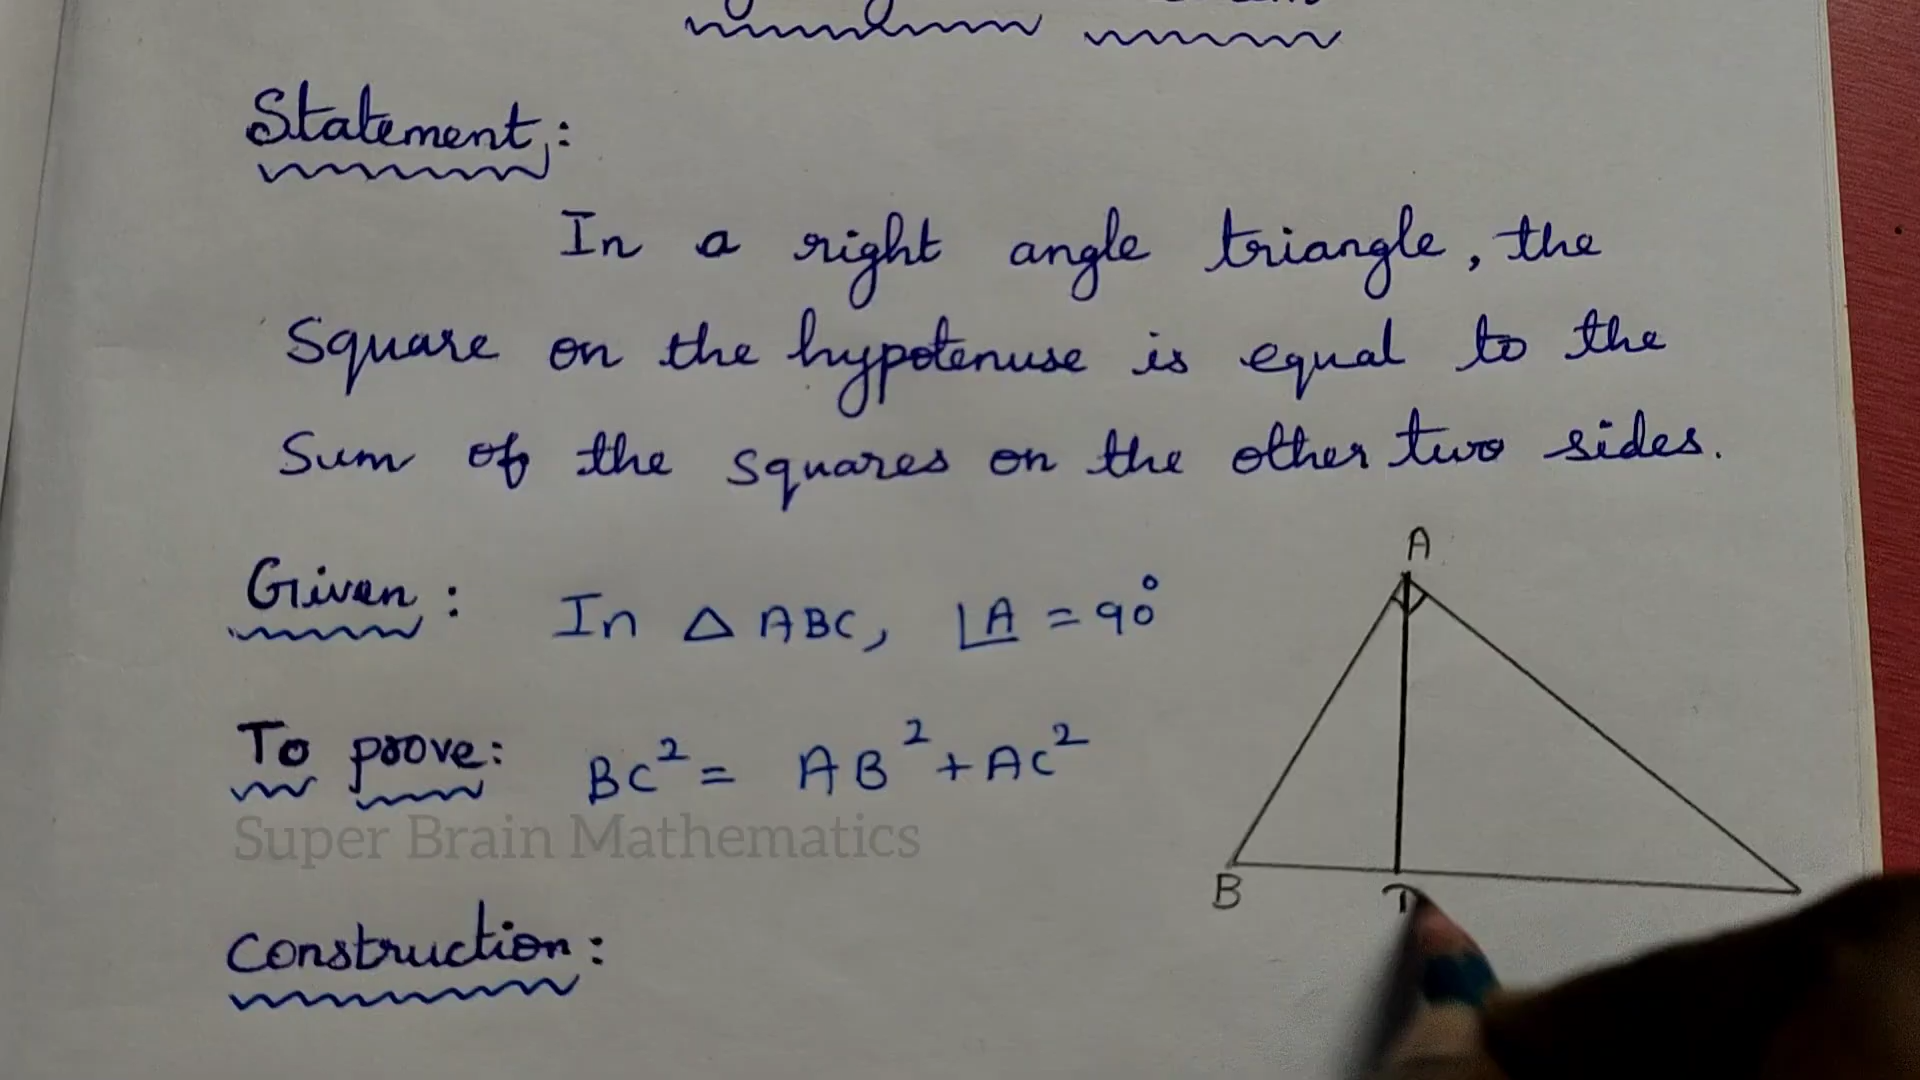 Statement:
In a right angle triangle, the
Square on the hypotenuse is equal to the
Sum of the squares on the other two sides.
Given: In △ ABC, ∠A = 90°
To prove: BC² = AB² + AC²
Super Brain Mathematics
Construction:
A
B